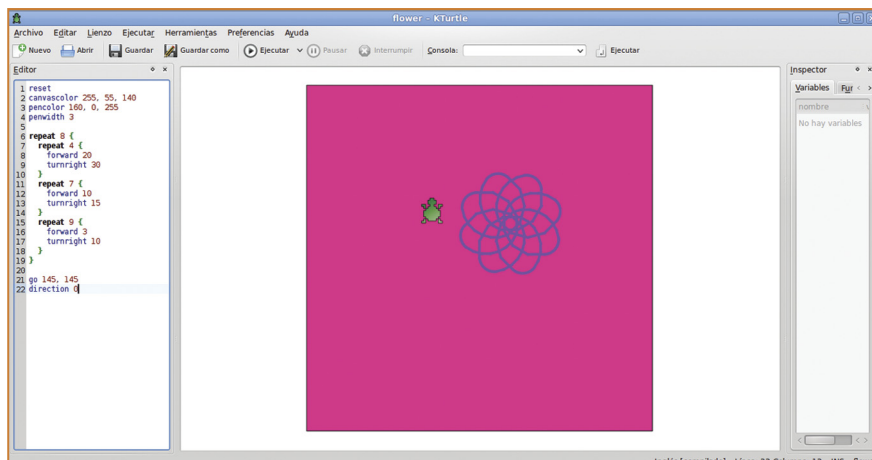 flower - KTurtle
Archivo Editar Lienzo Ejecutar Herramientas Preferencias Ayuda
Nuevo Abrir Guardar Guardar como Ejecutar Pausar Interrumpir Consola: Ejecutar
Editor
1 reset
2 canvascolor 255, 55, 140
3 pencolor 160, 0, 255
4 penwidth 3
5
6 repeat 8 {
7 repeat 4 {
8 forward 20
9 turnright 30
10 }
11 repeat 7 {
12 forward 10
13 turnright 15
14 }
15 repeat 9 {
16 forward 3
17 turnright 10
18 }
19 }
20
21 go 145, 145
22 direction 0
Inspector
Variables Fur
nombre
No hay variables